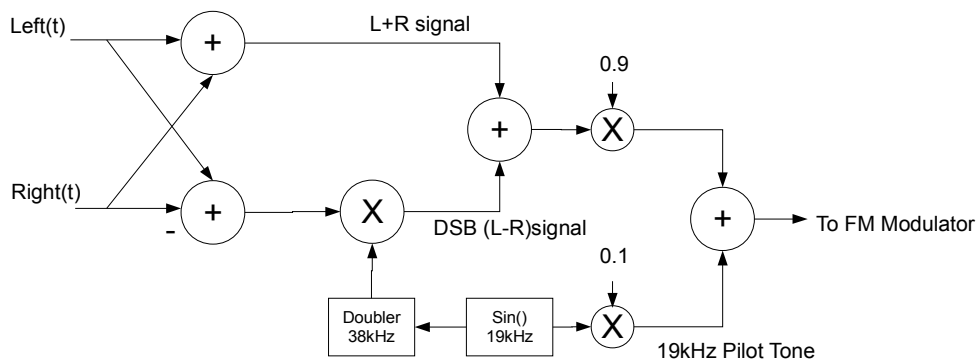 Left(t)
L+R signal
+
0.9
+
X
Right(t)
+
-
X
DSB (L-R)signal
+
To FM Modulator
0.1
Doubler
38kHz
Sin()
19kHz
X
19kHz Pilot Tone